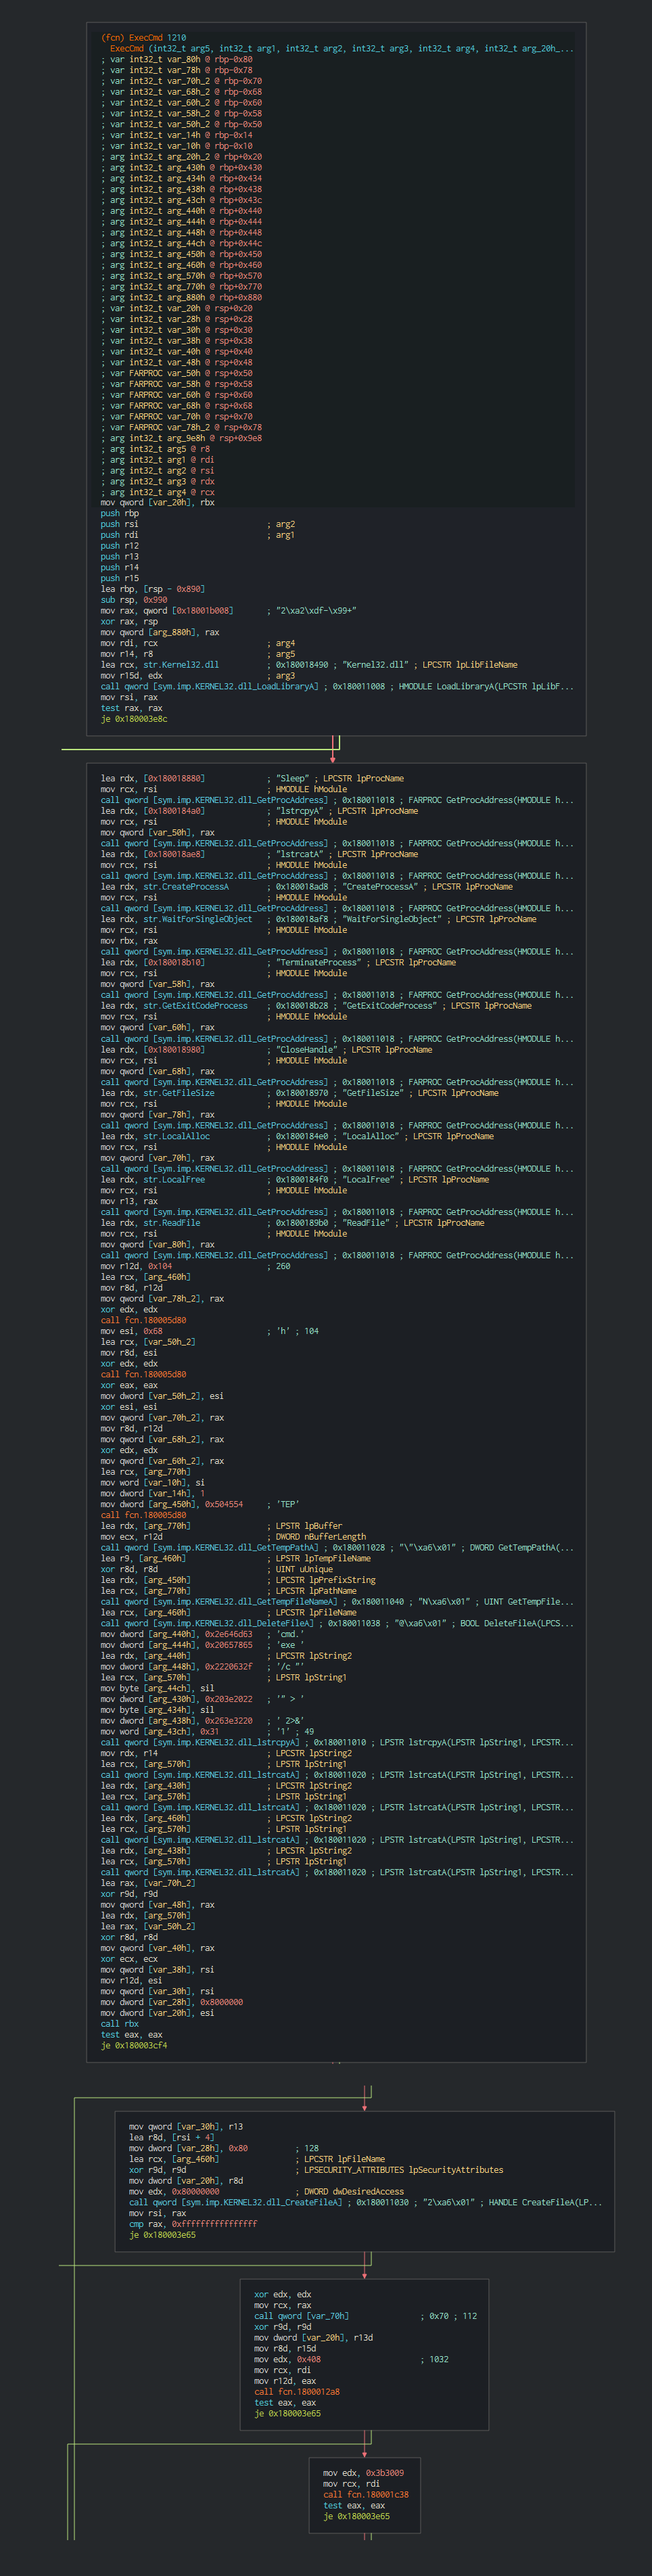 (fcn) ExecCmd 1210
ExecCmd (int32_t arg5, int32_t arg1, int32_t arg2, int32_t arg3, int32_t arg4, int32_t arg_20h_...
; var int32_t var_80h @ rbp-0x80
; var int32_t var_78h @ rbp-0x78
; var int32_t var_70h_2 @ rbp-0x70
; var int32_t var_68h_2 @ rbp-0x68
; var int32_t var_60h_2 @ rbp-0x60
; var int32_t var_58h_2 @ rbp-0x58
; var int32_t var_50h_2 @ rbp-0x50
; var int32_t var_14h @ rbp-0x14
; var int32_t var_10h @ rbp-0x10
; arg int32_t arg_20h_2 @ rbp+0x20
; arg int32_t arg_430h @ rbp+0x430
; arg int32_t arg_434h @ rbp+0x434
; arg int32_t arg_438h @ rbp+0x438
; arg int32_t arg_43ch @ rbp+0x43c
; arg int32_t arg_440h @ rbp+0x440
; arg int32_t arg_444h @ rbp+0x444
; arg int32_t arg_448h @ rbp+0x448
; arg int32_t arg_44ch @ rbp+0x44c
; arg int32_t arg_450h @ rbp+0x450
; arg int32_t arg_460h @ rbp+0x460
; arg int32_t arg_570h @ rbp+0x570
; arg int32_t arg_770h @ rbp+0x770
; arg int32_t arg_880h @ rbp+0x880
; var int32_t var_20h @ rsp+0x20
; var int32_t var_28h @ rsp+0x28
; var int32_t var_30h @ rsp+0x30
; var int32_t var_38h @ rsp+0x38
; var int32_t var_40h @ rsp+0x40
; var int32_t var_48h @ rsp+0x48
; var FARPROC var_50h @ rsp+0x50
; var FARPROC var_58h @ rsp+0x58
; var FARPROC var_60h @ rsp+0x60
; var FARPROC var_68h @ rsp+0x68
; var FARPROC var_70h @ rsp+0x70
; var FARPROC var_78h_2 @ rsp+0x78
; arg int32_t arg_9e8h @ rsp+0x9e8
; arg int32_t arg5 @ r8
; arg int32_t arg1 @ rdi
; arg int32_t arg2 @ rsi
; arg int32_t arg3 @ rdx
; arg int32_t arg4 @ rcx
mov qword [var_20h], rbx
push rbp
push rsi ; arg2
push rdi ; arg1
push r12
push r13
push r14
push r15
lea rbp, [rsp - 0x890]
sub rsp, 0x990
mov rax, qword [0x18001b008] ; "2\xa2\xdf-\x99+"
xor rax, rsp
mov qword [arg_880h], rax
mov rdi, rcx ; arg4
mov r14, r8 ; arg5
lea rcx, str.Kernel32.dll ; 0x180018490 ; "Kernel32.dll" ; LPCSTR lpLibFileName
mov r15d, edx ; arg3
call qword [sym.imp.KERNEL32.dll_LoadLibraryA] ; 0x180011008 ; HMODULE LoadLibraryA(LPCSTR lpLibF...
mov rsi, rax
test rax, rax
je 0x180003e8c
lea rdx, [0x180018880] ; "Sleep" ; LPCSTR lpProcName
mov rcx, rsi ; HMODULE hModule
call qword [sym.imp.KERNEL32.dll_GetProcAddress] ; 0x180011018 ; FARPROC GetProcAddress(HMODULE h...
lea rdx, [0x1800184a0] ; "lstrcpyA" ; LPCSTR lpProcName
mov rcx, rsi ; HMODULE hModule
mov qword [var_50h], rax
call qword [sym.imp.KERNEL32.dll_GetProcAddress] ; 0x180011018 ; FARPROC GetProcAddress(HMODULE h...
lea rdx, [0x180018ae8] ; "lstrcatA" ; LPCSTR lpProcName
mov rcx, rsi ; HMODULE hModule
call qword [sym.imp.KERNEL32.dll_GetProcAddress] ; 0x180011018 ; FARPROC GetProcAddress(HMODULE h...
lea rdx, str.CreateProcessA ; 0x180018ad8 ; "CreateProcessA" ; LPCSTR lpProcName
mov rcx, rsi ; HMODULE hModule
call qword [sym.imp.KERNEL32.dll_GetProcAddress] ; 0x180011018 ; FARPROC GetProcAddress(HMODULE h...
lea rdx, str.WaitForSingleObject ; 0x180018af8 ; "WaitForSingleObject" ; LPCSTR lpProcName
mov rcx, rsi ; HMODULE hModule
mov rbx, rax
call qword [sym.imp.KERNEL32.dll_GetProcAddress] ; 0x180011018 ; FARPROC GetProcAddress(HMODULE h...
lea rdx, [0x180018b10] ; "TerminateProcess" ; LPCSTR lpProcName
mov rcx, rsi ; HMODULE hModule
mov qword [var_58h], rax
call qword [sym.imp.KERNEL32.dll_GetProcAddress] ; 0x180011018 ; FARPROC GetProcAddress(HMODULE h...
lea rdx, str.GetExitCodeProcess ; 0x180018b28 ; "GetExitCodeProcess" ; LPCSTR lpProcName
mov rcx, rsi ; HMODULE hModule
mov qword [var_60h], rax
call qword [sym.imp.KERNEL32.dll_GetProcAddress] ; 0x180011018 ; FARPROC GetProcAddress(HMODULE h...
lea rdx, [0x180018980] ; "CloseHandle" ; LPCSTR lpProcName
mov rcx, rsi ; HMODULE hModule
mov qword [var_68h], rax
call qword [sym.imp.KERNEL32.dll_GetProcAddress] ; 0x180011018 ; FARPROC GetProcAddress(HMODULE h...
lea rdx, str.GetFileSize ; 0x180018970 ; "GetFileSize" ; LPCSTR lpProcName
mov rcx, rsi ; HMODULE hModule
mov qword [var_78h], rax
call qword [sym.imp.KERNEL32.dll_GetProcAddress] ; 0x180011018 ; FARPROC GetProcAddress(HMODULE h...
lea rdx, str.LocalAlloc ; 0x1800184e0 ; "LocalAlloc" ; LPCSTR lpProcName
mov rcx, rsi ; HMODULE hModule
mov qword [var_70h], rax
call qword [sym.imp.KERNEL32.dll_GetProcAddress] ; 0x180011018 ; FARPROC GetProcAddress(HMODULE h...
lea rdx, str.LocalFree ; 0x1800184f0 ; "LocalFree" ; LPCSTR lpProcName
mov rcx, rsi ; HMODULE hModule
mov r13, rax
call qword [sym.imp.KERNEL32.dll_GetProcAddress] ; 0x180011018 ; FARPROC GetProcAddress(HMODULE h...
lea rdx, str.ReadFile ; 0x1800189b0 ; "ReadFile" ; LPCSTR lpProcName
mov rcx, rsi ; HMODULE hModule
mov qword [var_80h], rax
call qword [sym.imp.KERNEL32.dll_GetProcAddress] ; 0x180011018 ; FARPROC GetProcAddress(HMODULE h...
mov r12d, 0x104 ; 260
lea rcx, [arg_460h]
mov r8d, r12d
mov qword [var_78h_2], rax
xor edx, edx
call fcn.180005d80
mov esi, 0x68 ; 'h' ; 104
lea rcx, [var_50h_2]
mov r8d, esi
xor edx, edx
call fcn.180005d80
xor eax, eax
mov dword [var_50h_2], esi
xor esi, esi
mov qword [var_70h_2], rax
mov r8d, r12d
mov qword [var_68h_2], rax
xor edx, edx
mov qword [var_60h_2], rax
lea rcx, [arg_770h]
mov word [var_10h], si
mov dword [var_14h], 1
mov dword [arg_450h], 0x504554 ; 'TEP'
call fcn.180005d80
lea rdx, [arg_770h] ; LPSTR lpBuffer
mov ecx, r12d ; DWORD nBufferLength
call qword [sym.imp.KERNEL32.dll_GetTempPathA] ; 0x180011028 ; "\"\xa6\x01" ; DWORD GetTempPathA(...
lea r9, [arg_460h] ; LPSTR lpTempFileName
xor r8d, r8d ; UINT uUnique
lea rdx, [arg_450h] ; LPCSTR lpPrefixString
lea rcx, [arg_770h] ; LPCSTR lpPathName
call qword [sym.imp.KERNEL32.dll_GetTempFileNameA] ; 0x180011040 ; "N\xa6\x01" ; UINT GetTempFile...
lea rcx, [arg_460h] ; LPCSTR lpFileName
call qword [sym.imp.KERNEL32.dll_DeleteFileA] ; 0x180011038 ; "@\xa6\x01" ; BOOL DeleteFileA(LPCS...
mov dword [arg_440h], 0x2e646d63 ; 'cmd.'
mov dword [arg_444h], 0x20657865 ; 'exe '
lea rdx, [arg_440h] ; LPCSTR lpString2
mov dword [arg_448h], 0x2220632f ; '/c "'
lea rcx, [arg_570h] ; LPSTR lpString1
mov byte [arg_44ch], sil
mov dword [arg_430h], 0x203e2022 ; '" > '
mov byte [arg_434h], sil
mov dword [arg_438h], 0x263e3220 ; ' 2>&'
mov word [arg_43ch], 0x31 ; '1' ; 49
call qword [sym.imp.KERNEL32.dll_lstrcpyA] ; 0x180011010 ; LPSTR lstrcpyA(LPSTR lpString1, LPCSTR...
mov rdx, r14 ; LPCSTR lpString2
lea rcx, [arg_570h] ; LPSTR lpString1
call qword [sym.imp.KERNEL32.dll_lstrcatA] ; 0x180011020 ; LPSTR lstrcatA(LPSTR lpString1, LPCSTR...
lea rdx, [arg_430h] ; LPCSTR lpString2
lea rcx, [arg_570h] ; LPSTR lpString1
call qword [sym.imp.KERNEL32.dll_lstrcatA] ; 0x180011020 ; LPSTR lstrcatA(LPSTR lpString1, LPCSTR...
lea rdx, [arg_460h] ; LPCSTR lpString2
lea rcx, [arg_570h] ; LPSTR lpString1
call qword [sym.imp.KERNEL32.dll_lstrcatA] ; 0x180011020 ; LPSTR lstrcatA(LPSTR lpString1, LPCSTR...
lea rdx, [arg_438h] ; LPCSTR lpString2
lea rcx, [arg_570h] ; LPSTR lpString1
call qword [sym.imp.KERNEL32.dll_lstrcatA] ; 0x180011020 ; LPSTR lstrcatA(LPSTR lpString1, LPCSTR...
lea rax, [var_70h_2]
xor r9d, r9d
mov qword [var_48h], rax
lea rdx, [arg_570h]
lea rax, [var_50h_2]
xor r8d, r8d
mov qword [var_40h], rax
xor ecx, ecx
mov qword [var_38h], rsi
mov r12d, esi
mov qword [var_30h], rsi
mov dword [var_28h], 0x8000000
mov dword [var_20h], esi
call rbx
test eax, eax
je 0x180003cf4
mov qword [var_30h], r13
lea r8d, [rsi + 4]
mov dword [var_28h], 0x80 ; 128
lea rcx, [arg_460h] ; LPCSTR lpFileName
xor r9d, r9d ; LPSECURITY_ATTRIBUTES lpSecurityAttributes
mov dword [var_20h], r8d
mov edx, 0x80000000 ; DWORD dwDesiredAccess
call qword [sym.imp.KERNEL32.dll_CreateFileA] ; 0x180011030 ; "2\xa6\x01" ; HANDLE CreateFileA(LP...
mov rsi, rax
cmp rax, 0xffffffffffffffff
je 0x180003e65
xor edx, edx
mov rcx, rax
call qword [var_70h] ; 0x70 ; 112
xor r9d, r9d
mov dword [var_20h], r13d
mov r8d, r15d
mov edx, 0x408 ; 1032
mov rcx, rdi
mov r12d, eax
call fcn.1800012a8
test eax, eax
je 0x180003e65
mov edx, 0x3b3009
mov rcx, rdi
call fcn.180001c38
test eax, eax
je 0x180003e65